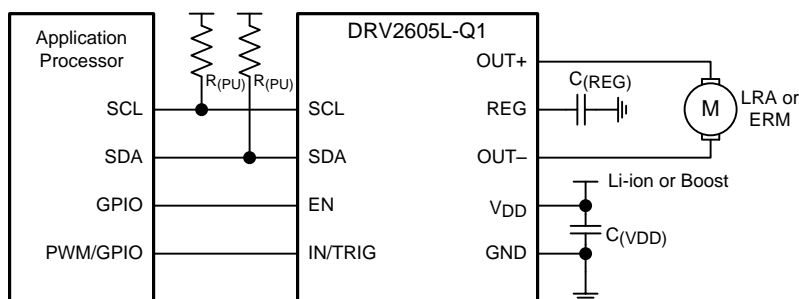 Application
Processor
SCL
SDA
GPIO
PWM/GPIO
R(PU)
R(PU)
DRV2605L-Q1
SCL
SDA
EN
IN/TRIG
OUT+
REG
OUT–
VDD
GND
C(REG)
M
LRA or
ERM
Li-ion or Boost
C(VDD)